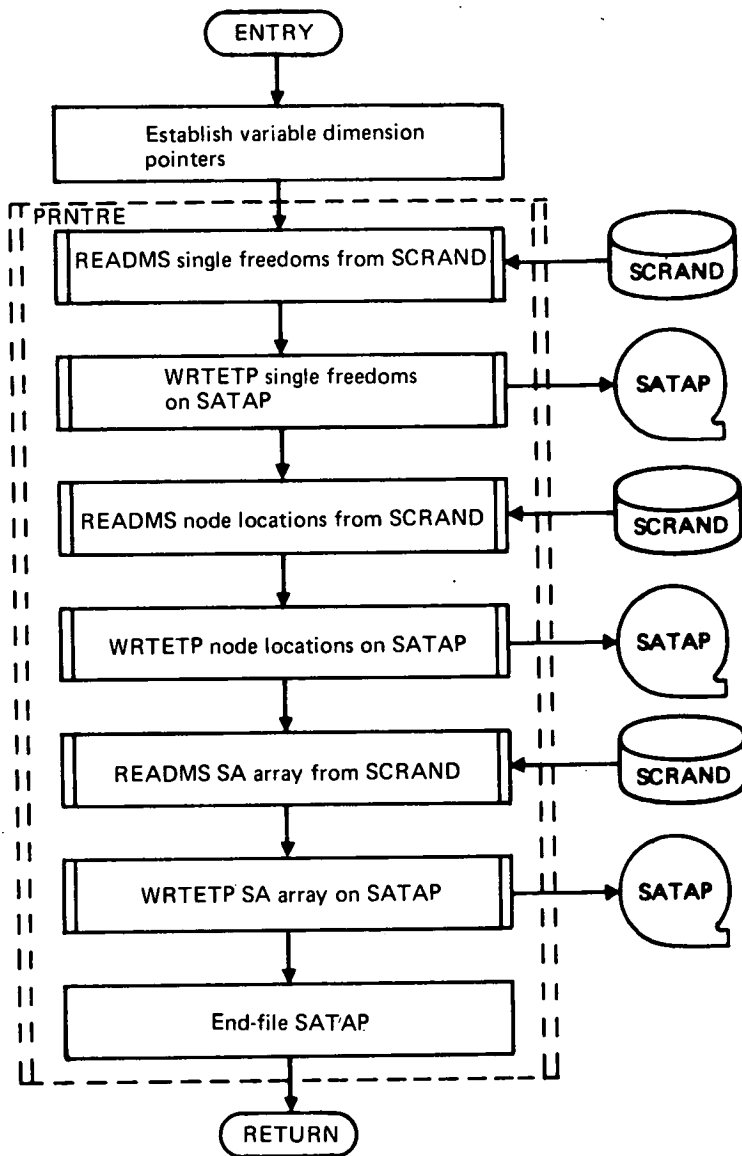 ENTRY
Establish variable dimension
pointers
PRNTRE
READMS single freedoms from SCRAND
SCRAND
WRTETP single freedoms
on SATAP
SATAP
READMS node locations from SCRAND
SCRAND
WRTETP node locations on SATAP
SATAP
READMS SA array from SCRAND
SCRAND
WRTETP SA array on SATAP
SATAP
End-file SATAP
RETURN